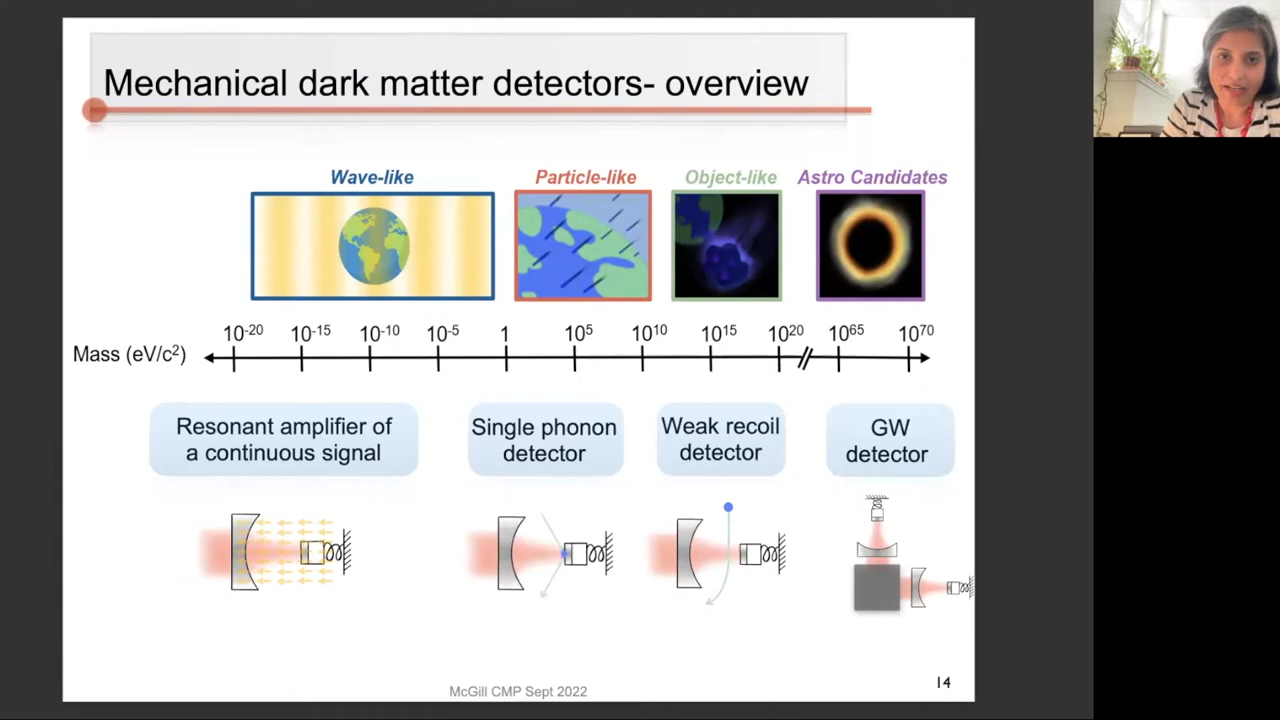 Mechanical dark matter detectors- overview
Wave-like
Particle-like
Object-like
Astro Candidates
Mass (eV/c²)
10⁻²⁰
10⁻¹⁵
10⁻¹⁰
10⁻⁵
1
10⁵
10¹⁰
10¹⁵
10²⁰
10⁶⁵
10⁷⁰
Resonant amplifier of
a continuous signal
Single phonon
detector
Weak recoil
detector
GW
detector
McGill CMP Sept 2022
14